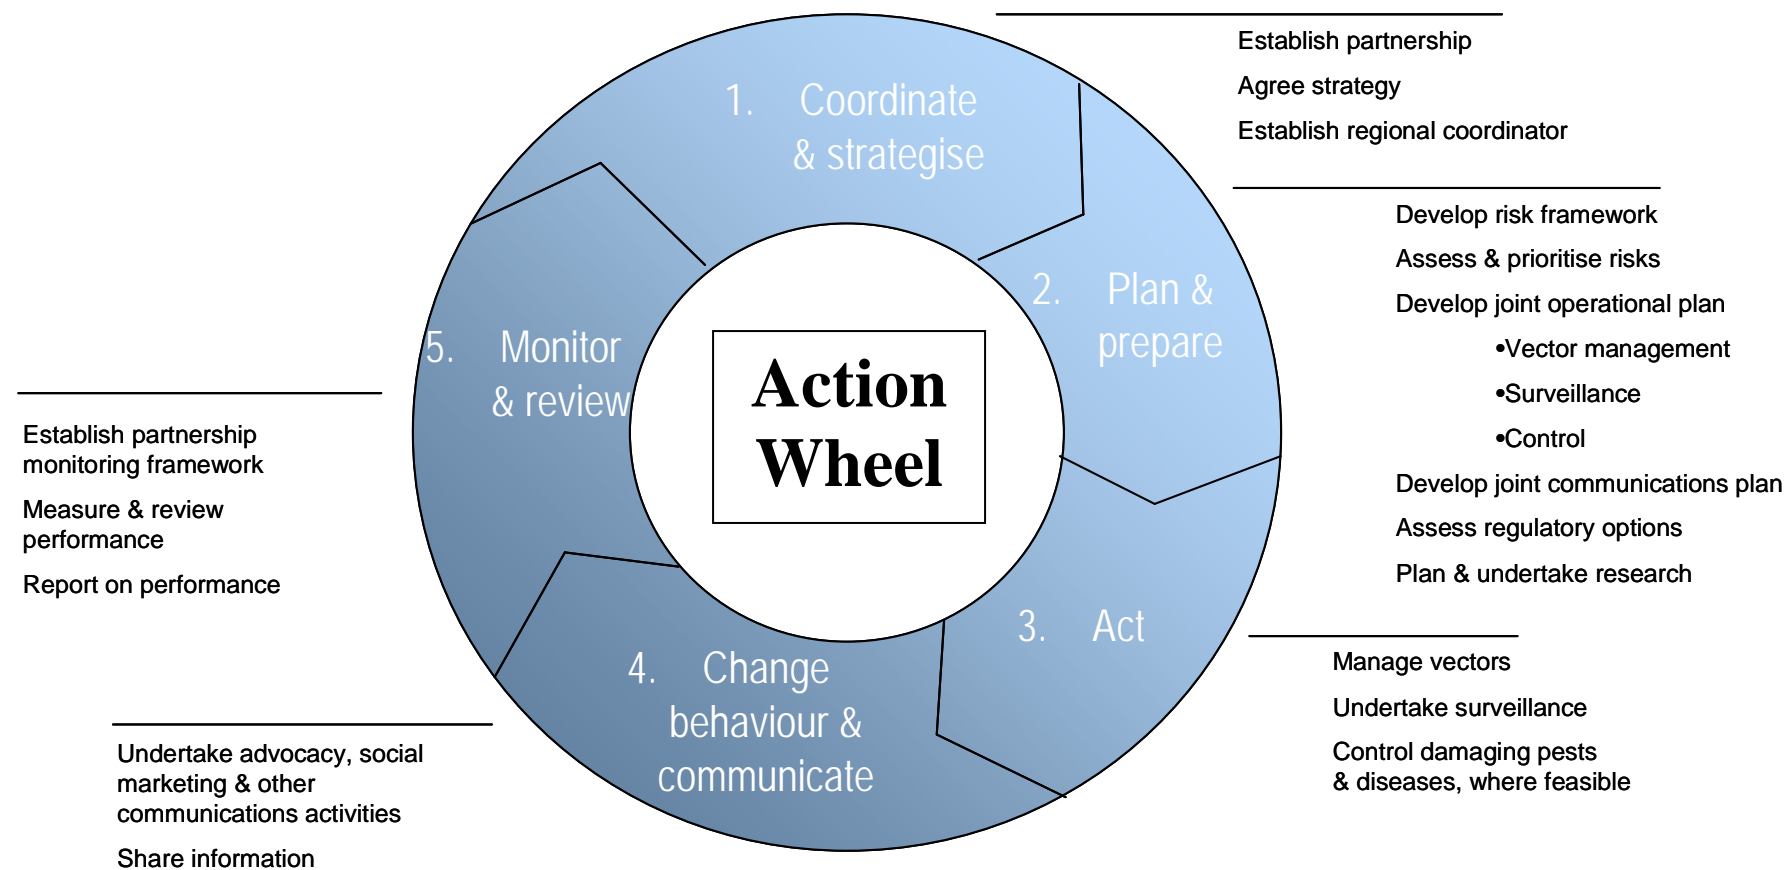 1. Coordinate
& strategise
Establish partnership
Agree strategy
Establish regional coordinator
2. Plan &
prepare
Develop risk framework
Assess & prioritise risks
Develop joint operational plan
•Vector management
•Surveillance
•Control
Develop joint communications plan
Assess regulatory options
Plan & undertake research
3. Act
Manage vectors
Undertake surveillance
Control damaging pests
& diseases, where feasible
4. Change
behaviour &
communicate
Undertake advocacy, social
marketing & other
communications activities
Share information
5. Monitor
& review
Establish partnership
monitoring framework
Measure & review
performance
Report on performance
Action
Wheel